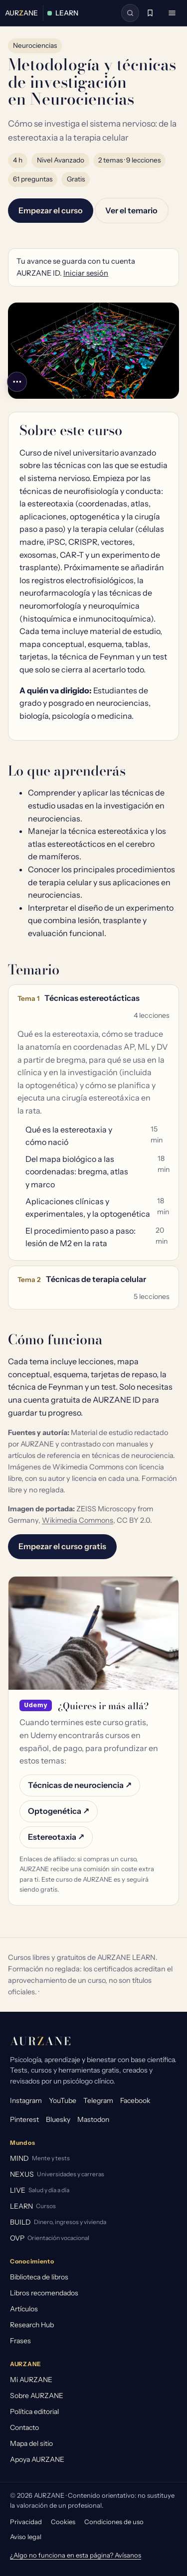 AURZANE LEARN
Neurociencias
Metodología y técnicas
de investigación
en Neurociencias
Cómo se investiga el sistema nervioso: de la
estereotaxia a la terapia celular
4 h Nivel Avanzado 2 temas · 9 lecciones
61 preguntas Gratis
Empezar el curso Ver el temario
Tu avance se guarda con tu cuenta
AURZANE ID. Iniciar sesión
Sobre este curso
Curso de nivel universitario avanzado
sobre las técnicas con las que se estudia
el sistema nervioso. Empieza por las
técnicas de neurofisiología y conducta:
la estereotaxia (coordenadas, atlas,
aplicaciones, optogenética y la cirugía
paso a paso) y la terapia celular (células
madre, iPSC, CRISPR, vectores,
exosomas, CAR-T y un experimento de
trasplante). Próximamente se añadirán
los registros electrofisiológicos, la
neurofarmacología y las técnicas de
neuromorfología y neuroquímica
(histoquímica e inmunocitoquímica).
Cada tema incluye material de estudio,
mapa conceptual, esquema, tablas,
tarjetas, la técnica de Feynman y un test
que solo se cierra al acertarlo todo.
A quién va dirigido: Estudiantes de
grado y posgrado en neurociencias,
biología, psicología o medicina.
Lo que aprenderás
Comprender y aplicar las técnicas de
estudio usadas en la investigación en
neurociencias.
Manejar la técnica estereotáxica y los
atlas estereotáxicos en el cerebro
de mamíferos.
Conocer los principales procedimientos
de terapia celular y sus aplicaciones en
neurociencias.
Interpretar el diseño de un experimento
que combina lesión, trasplante y
evaluación funcional.
Temario
Tema 1 Técnicas estereotácticas
4 lecciones
Qué es la estereotaxia, cómo se traduce
la anatomía en coordenadas AP, ML y DV
a partir de bregma, para qué se usa en la
clínica y en la investigación (incluida
la optogenética) y cómo se planifica y
ejecuta una cirugía estereotáxica en
la rata.
Qué es la estereotaxia y
cómo nació
15
min
Del mapa biológico a las
coordenadas: bregma, atlas
y marco
18
min
Aplicaciones clínicas y
experimentales, y la optogenética
18
min
El procedimiento paso a paso:
lesión de M2 en la rata
20
min
Tema 2 Técnicas de terapia celular
5 lecciones
Cómo funciona
Cada tema incluye lecciones, mapa
conceptual, esquema, tarjetas de repaso, la
técnica de Feynman y un test. Solo necesitas
una cuenta gratuita de AURZANE ID para
guardar tu progreso.
Fuentes y autoría: Material de estudio redactado
por AURZANE y contrastado con manuales y
artículos de referencia en técnicas de neurociencia.
Imágenes de Wikimedia Commons con licencia
libre, con su autor y licencia en cada una. Formación
libre y no reglada.
Imagen de portada: ZEISS Microscopy from
Germany, Wikimedia Commons, CC BY 2.0.
Empezar el curso gratis
Udemy ¿Quieres ir más allá?
Cuando termines este curso gratis,
en Udemy encontrarás cursos en
español, de pago, para profundizar en
estos temas:
Técnicas de neurociencia ↗
Optogenética ↗
Estereotaxia ↗
Enlaces de afiliado: si compras un curso,
AURZANE recibe una comisión sin coste extra
para ti. Este curso de AURZANE es y seguirá
siendo gratis.
Cursos libres y gratuitos de AURZANE LEARN.
Formación no reglada: los certificados acreditan el
aprovechamiento de un curso, no son títulos
oficiales. ·
AURZANE
Psicología, aprendizaje y bienestar con base científica.
Tests, cursos y herramientas gratis, creados y
revisados por un psicólogo clínico.
Instagram YouTube Telegram Facebook
Pinterest Bluesky Mastodon
Mundos
MIND Mente y tests
NEXUS Universidades y carreras
LIVE Salud y día a día
LEARN Cursos
BUILD Dinero, ingresos y vivienda
OVP Orientación vocacional
Conocimiento
Biblioteca de libros
Libros recomendados
Artículos
Research Hub
Frases
AURZANE
Mi AURZANE
Sobre AURZANE
Política editorial
Contacto
Mapa del sitio
Apoya AURZANE
© 2026 AURZANE · Contenido orientativo: no sustituye
la valoración de un profesional.
Privacidad Cookies Condiciones de uso
Aviso legal
¿Algo no funciona en esta página? Avísanos